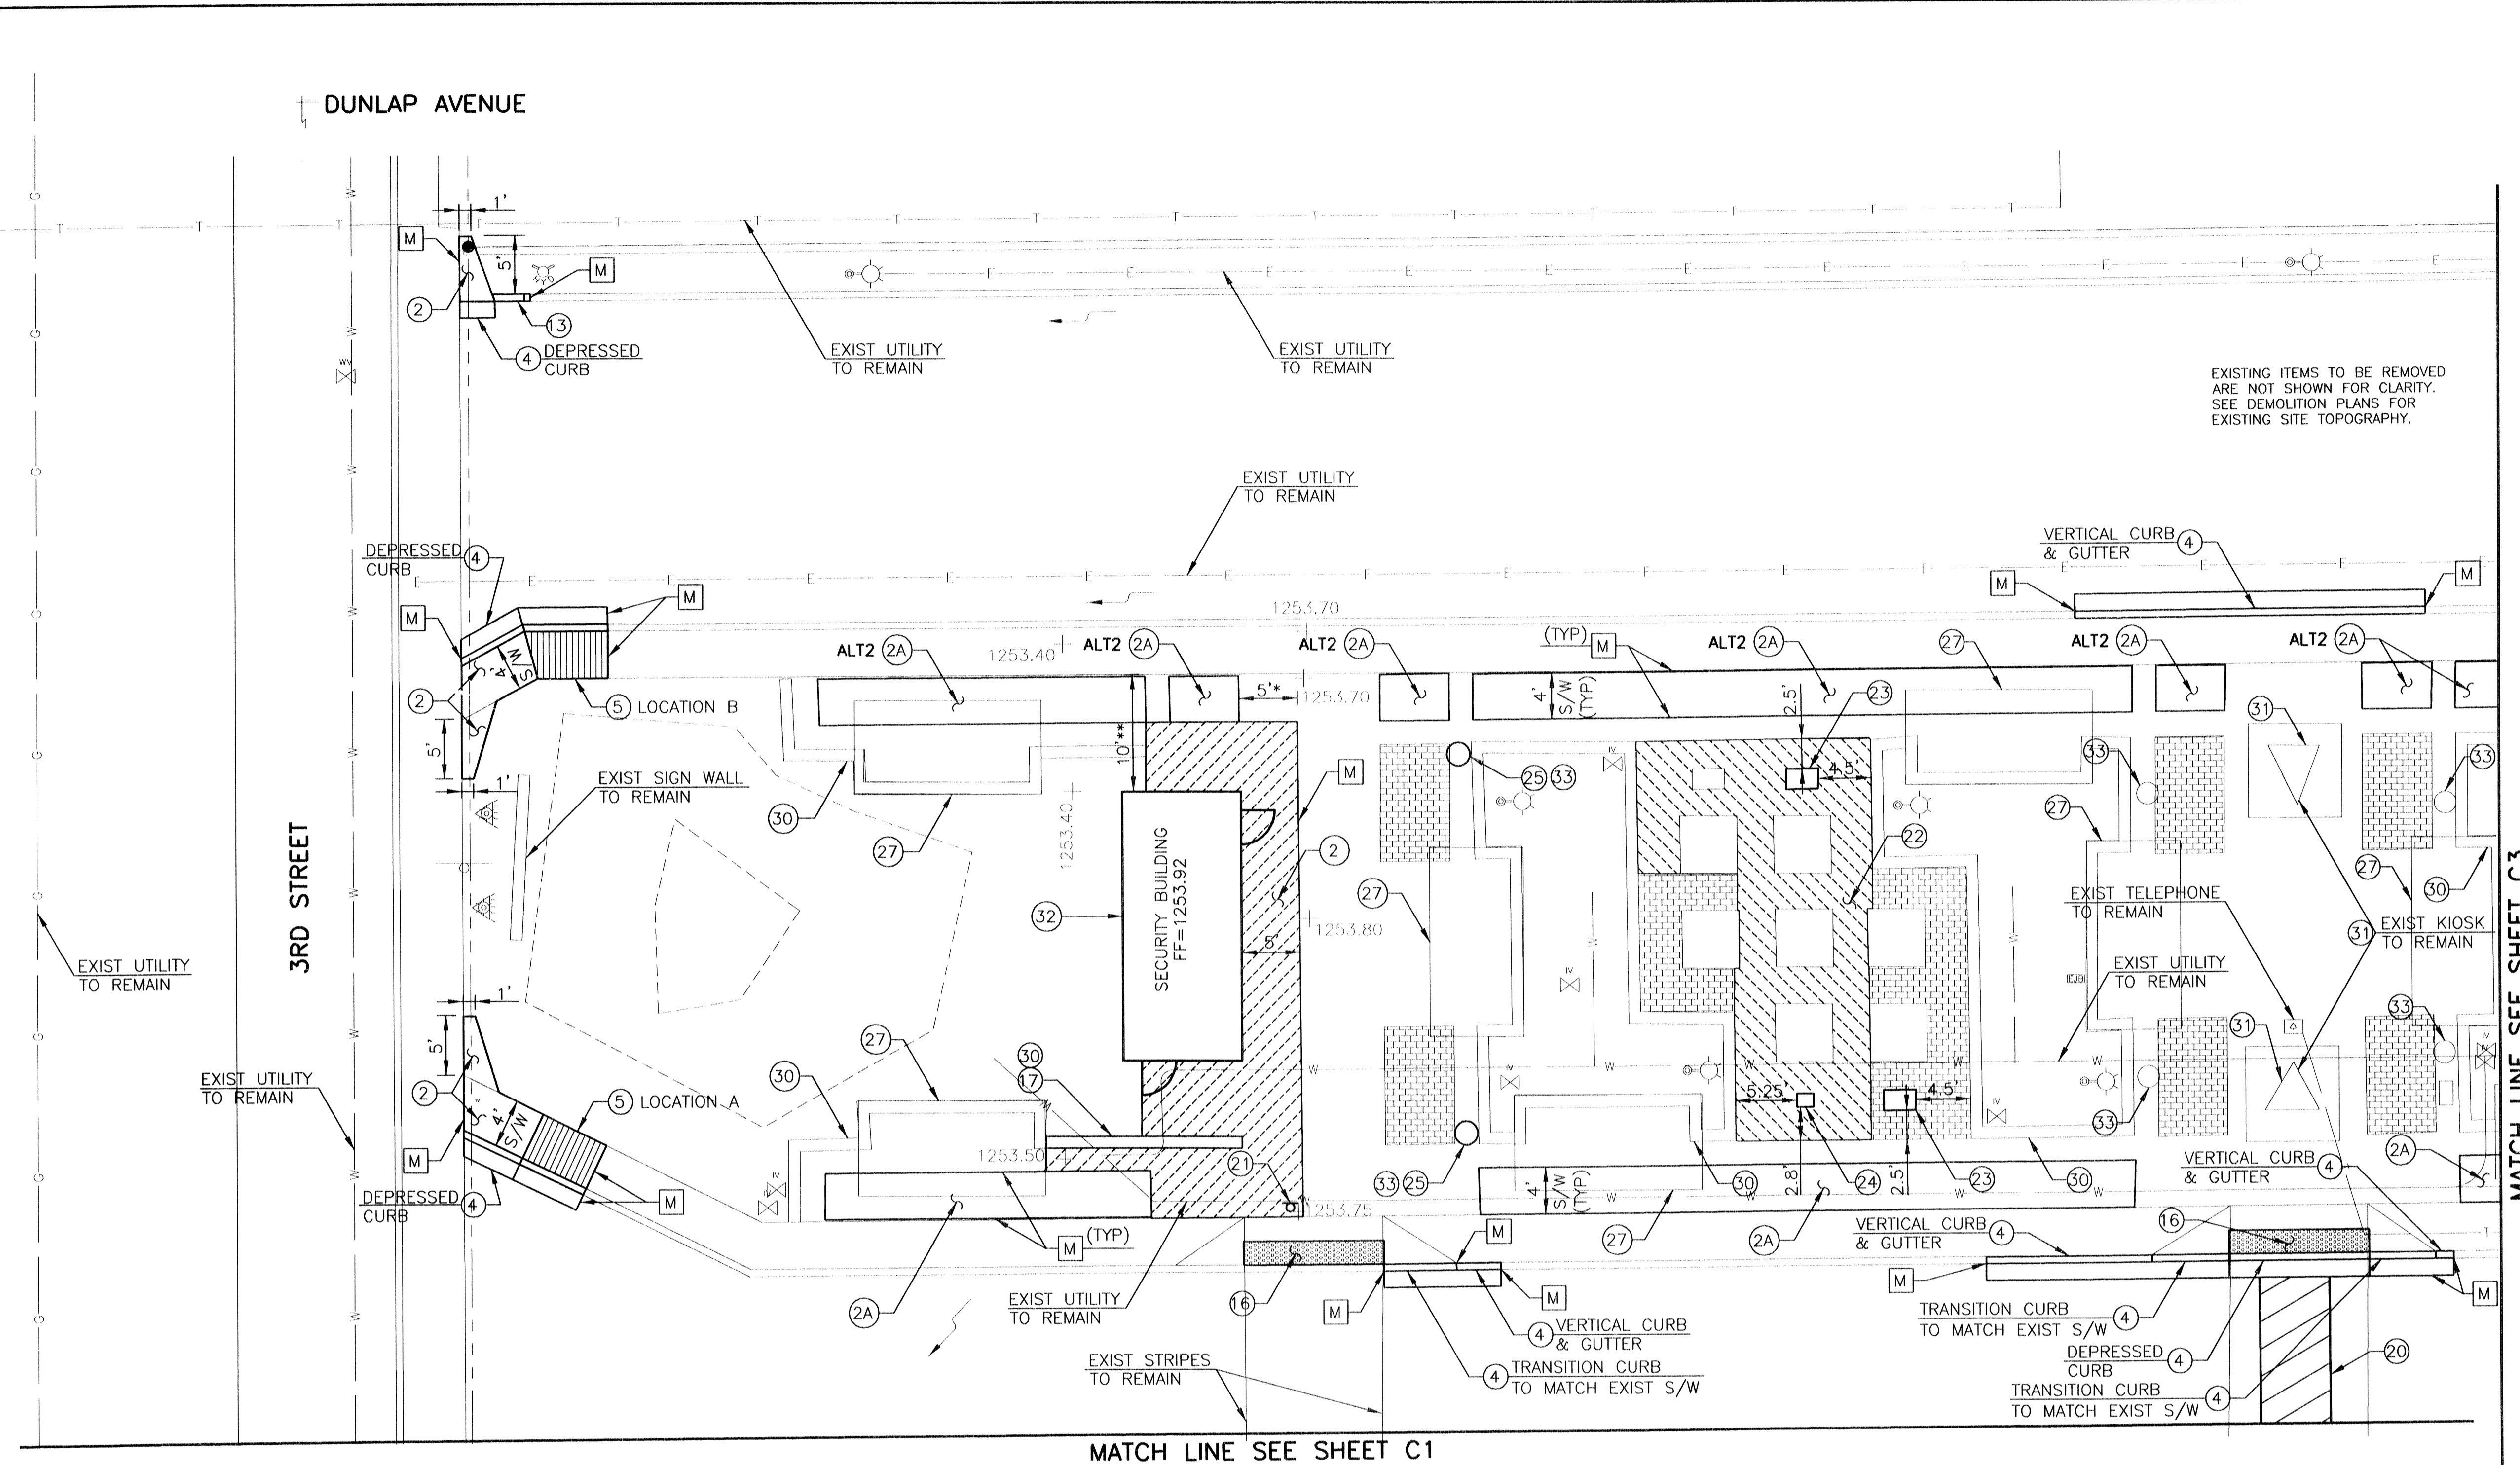 DUNLAP AVENUE
1'
M
5'
M
2
13
4 DEPRESSED
CURB
EXIST UTILITY
TO REMAIN
EXIST UTILITY
TO REMAIN
WV
EXISTING ITEMS TO BE REMOVED
ARE NOT SHOWN FOR CLARITY.
SEE DEMOLITION PLANS FOR
EXISTING SITE TOPOGRAPHY.
EXIST UTILITY
TO REMAIN
DEPRESSED 4
CURB
VERTICAL CURB 4
& GUTTER
M
M
M
M
4'
S/W
2
5 LOCATION B
5'
1'
1253.70
1253.40
ALT2 2A
ALT2 2A
ALT2 2A
(TYP) M
ALT2 2A
27
ALT2 2A
ALT2 2A
5'*
1253.70
4'
S/W
(TYP)
2.5'
23
4.5'
10'**
M
31
33
33
EXIST SIGN WALL
TO REMAIN
30
27
1253.40
25 33
IV
27
22
2
27
30
3RD STREET
SECURITY BUILDING
FF=1253.92
32
27
EXIST TELEPHONE
TO REMAIN
31 EXIST KIOSK
TO REMAIN
1253.80
5'
EXIST UTILITY
TO REMAIN
EXIST UTILITY
TO REMAIN
IV
33
31
1'
5'
27
30
17
30
EXIST UTILITY
TO REMAIN
2
5 LOCATION A
4'
S/W
M
DEPRESSED 4
CURB
M
IV
IV
5.25'
4.5'
IV
33
1253.50
21
33 25
4'
S/W
(TYP)
30
2.8'
24
2.5'
23
30
2A
VERTICAL CURB 4
& GUTTER
1253.75
M (TYP)
M
27
2A
VERTICAL CURB 4
& GUTTER
16
2A
EXIST UTILITY
TO REMAIN
16
M
M
M
M
4 VERTICAL CURB
& GUTTER
TRANSITION CURB 4
TO MATCH EXIST S/W
EXIST STRIPES
TO REMAIN
4 TRANSITION CURB
TO MATCH EXIST S/W
DEPRESSED 4
CURB
20
TRANSITION CURB 4
TO MATCH EXIST S/W
MATCH LINE SEE SHEET C1
MATCH LINE SEE SHEET C3